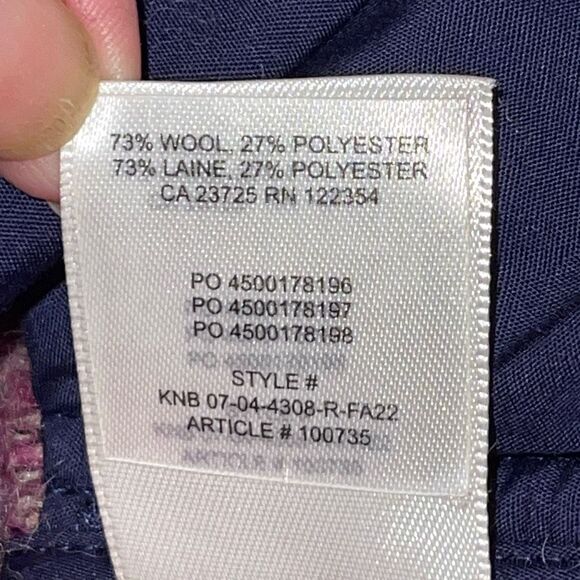 73% WOOL, 27% POLYESTER
73% LAINE, 27% POLYESTER
CA 23725 RN 122354
PO 4500178196
PO 4500178197
PO 4500178198
STYLE #
KNB 07-04-4308-R-FA22
ARTICLE # 100735